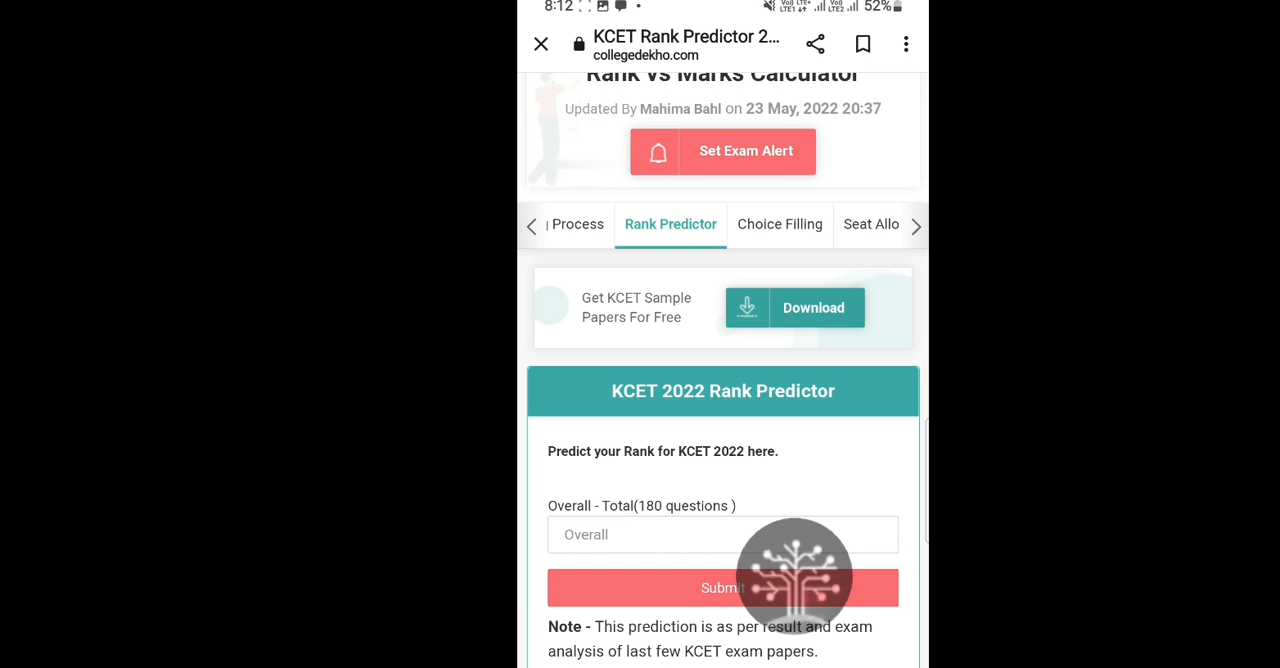 8:12 52%
KCET Rank Predictor 2...
collegedekho.com
Rank Vs Marks Calculator
Updated By Mahima Bahl on 23 May, 2022 20:37
Set Exam Alert
Process Rank Predictor Choice Filling Seat Allo
Get KCET Sample
Papers For Free
Download
KCET 2022 Rank Predictor
Predict your Rank for KCET 2022 here.
Overall - Total(180 questions )
Overall
Submit
Note - This prediction is as per result and exam
analysis of last few KCET exam papers.